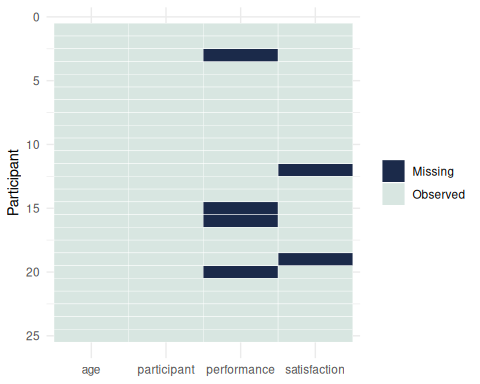 0
5
10
15
20
25
Participant
age participant performance satisfaction
Missing
Observed